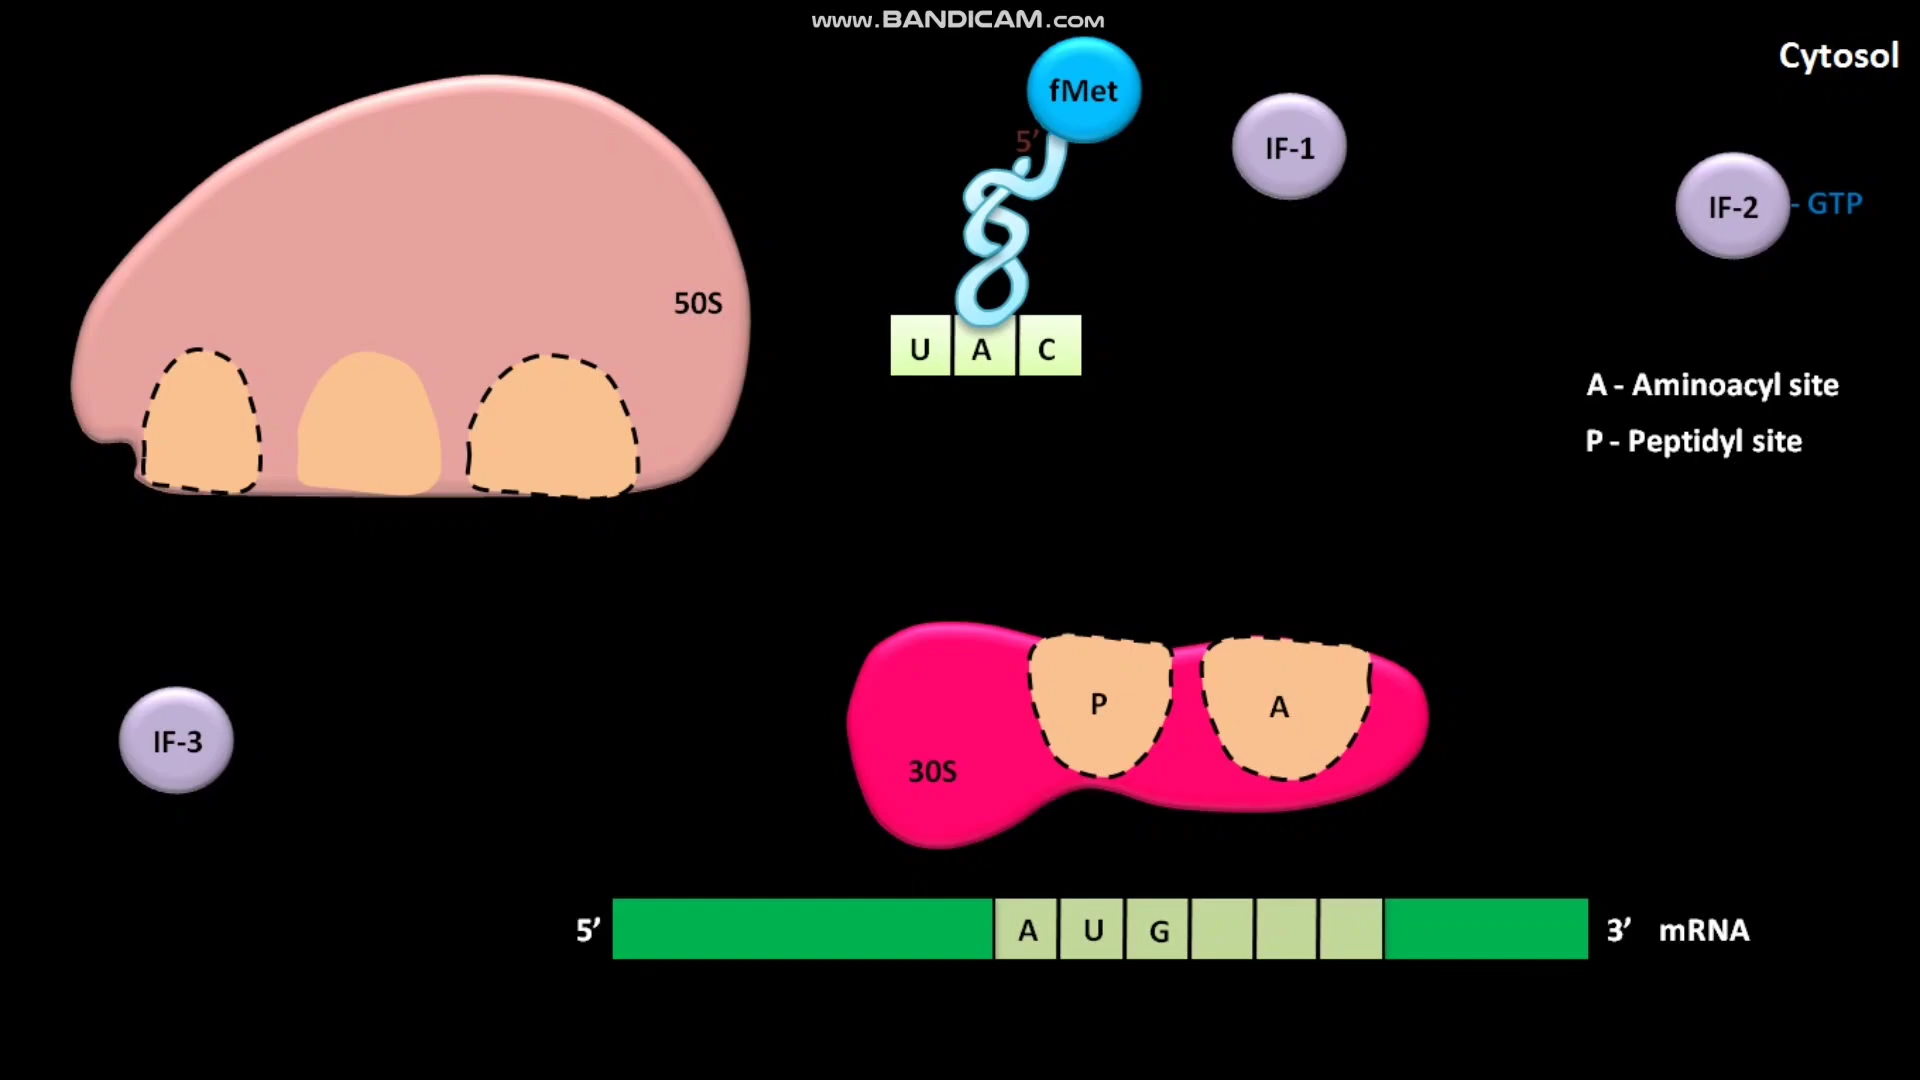 www.BANDICAM.com
Cytosol
fMet
5’
IF-1
IF-2
- GTP
50S
U A C
A - Aminoacyl site
P - Peptidyl site
P
A
30S
IF-3
5’
A U G
3’ mRNA